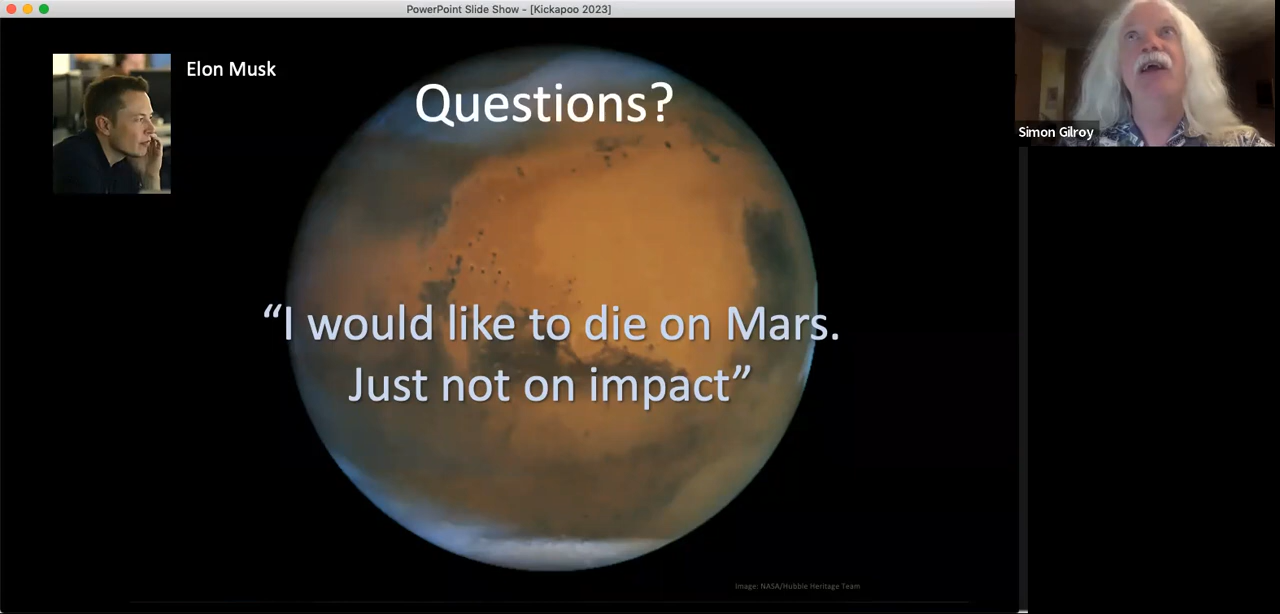 PowerPoint Slide Show - [Kickapoo 2023]
Elon Musk
Questions?
“I would like to die on Mars.
Just not on impact”
Image: NASA/Hubble Heritage Team
Simon Gilroy